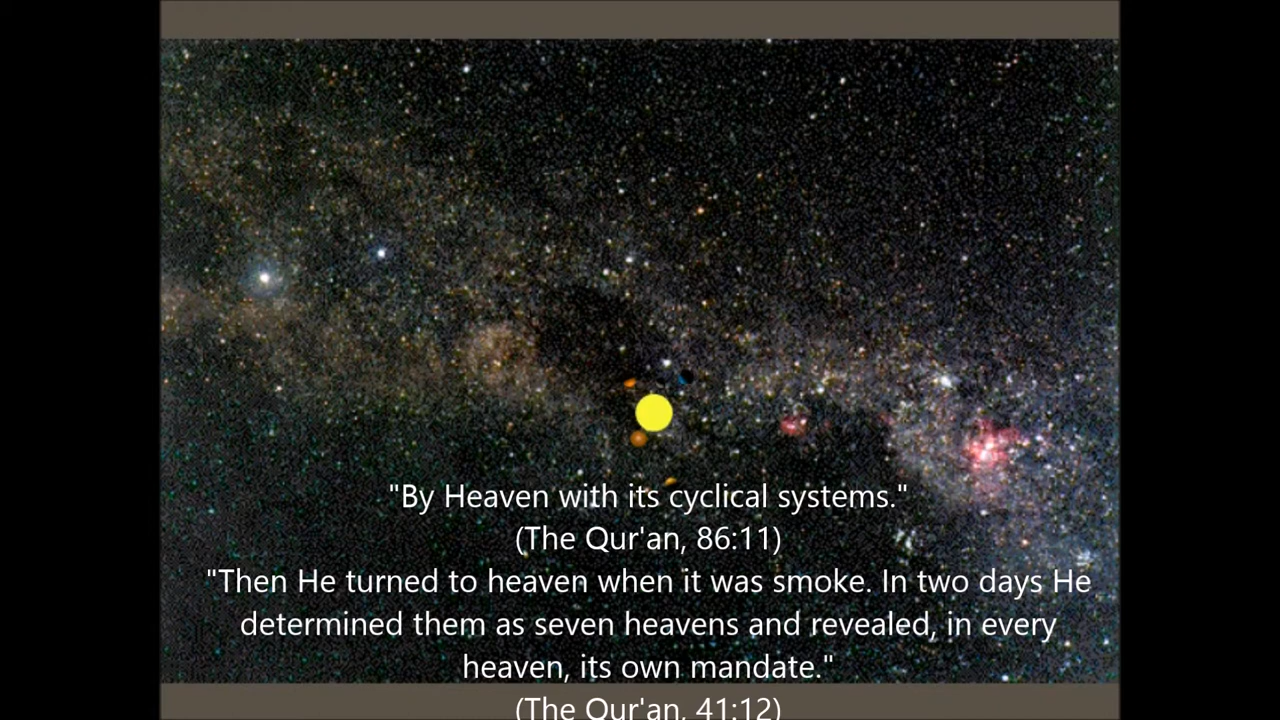 "By Heaven with its cyclical systems."
(The Qur'an, 86:11)
"Then He turned to heaven when it was smoke. In two days He
determined them as seven heavens and revealed, in every
heaven, its own mandate."
(The Qur'an, 41:12)